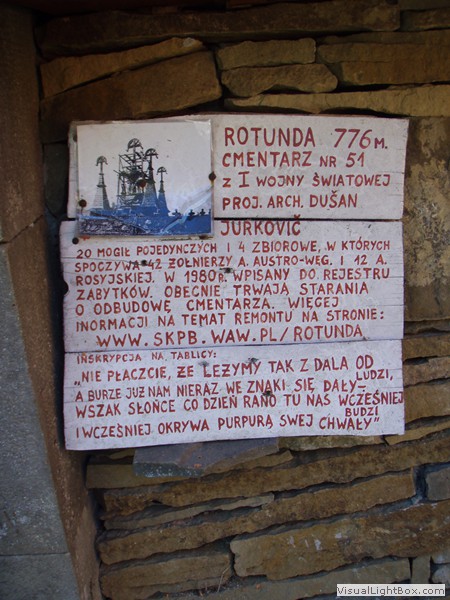 ROTUNDA 776 M.
CMENTARZ NR 51
Z I WOJNY ŚWIATOWEJ
PROJ. ARCH. DUŠAN
JURKOVIČ
20 MOGIŁ POJEDYNCZYCH I 4 ZBIOROWE, W KTÓRYCH
SPOCZYWA 42 ŻOŁNIERZY A. AUSTRO-WĘG. I 12 A.
ROSYJSKIEJ. W 1980R. WPISANY DO REJESTRU
ZABYTKÓW. OBECNIE TRWAJĄ STARANIA
O ODBUDOWĘ CMENTARZA. WIĘCEJ
INORMACJI NA TEMAT REMONTU NA STRONIE:
WWW.SKPB.WAW.PL/ROTUNDA
INSKRYPCJA NA TABLICY:
„NIE PŁACZCIE, ŻE LEŻYMY TAK Z DALA OD
LUDZI,
A BURZE JUŻ NAM NIERAZ WE ZNAKI SIĘ DAŁY-
WSZAK SŁOŃCE CO DZIEŃ RANO TU NAS WCZEŚNIEJ
BUDZI
I WCZEŚNIEJ OKRYWA PURPURĄ SWEJ CHWAŁY”
VisualLightBox.com